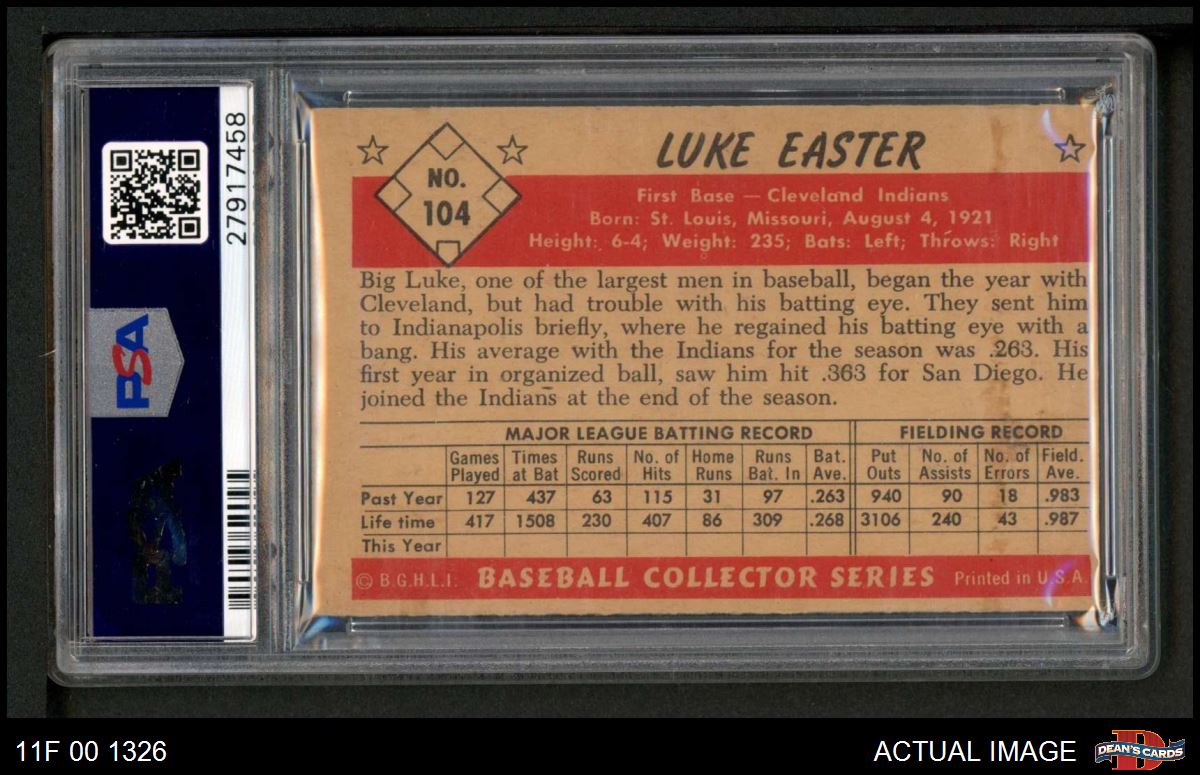 27917458
PSA
NO.
104
LUKE EASTER
First Base — Cleveland Indians
Born: St. Louis, Missouri, August 4, 1921
Height: 6-4; Weight: 235; Bats: Left; Throws: Right
Big Luke, one of the largest men in baseball, began the year with
Cleveland, but had trouble with his batting eye. They sent him
to Indianapolis briefly, where he regained his batting eye with a
bang. His average with the Indians for the season was .263. His
first year in organized ball, saw him hit .363 for San Diego. He
joined the Indians at the end of the season.
MAJOR LEAGUE BATTING RECORD FIELDING RECORD
Games Times Runs No. of Home Runs Bat. Put No. of No. of Field.
Played at Bat Scored Hits Runs Bat. In Ave. Outs Assists Errors Ave.
Past Year 127 437 63 115 31 97 .263 940 90 18 .983
Life time 417 1508 230 407 86 309 .268 3106 240 43 .987
This Year
© B.G.H.L.I. BASEBALL COLLECTOR SERIES Printed in U.S.A.
11F 00 1326
ACTUAL IMAGE
DEAN'S CARDS